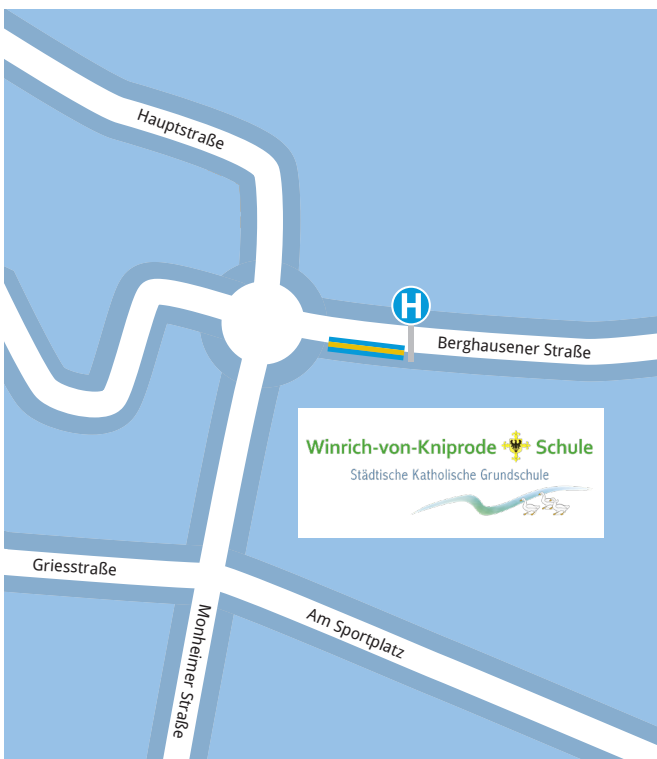 Hauptstraße
H
Berghausener Straße
Winrich-von-Kniprode Schule
Städtische Katholische Grundschule
Griesstraße
Am Sportplatz
Monheimer Straße